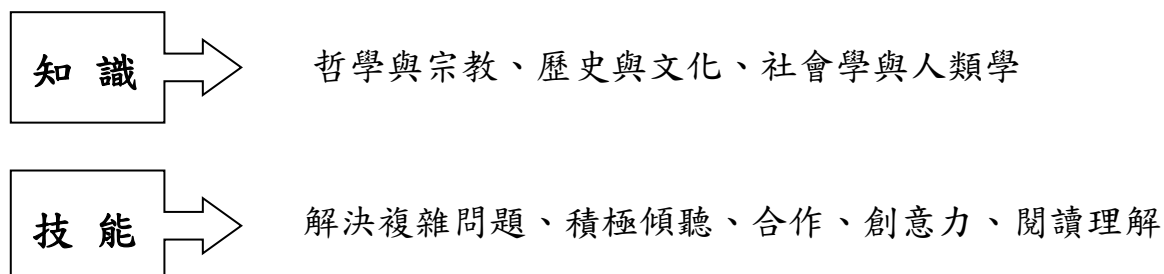 知 識 哲學與宗教、歷史與文化、社會學與人類學
技 能 解決複雜問題、積極傾聽、合作、創意力、閱讀理解